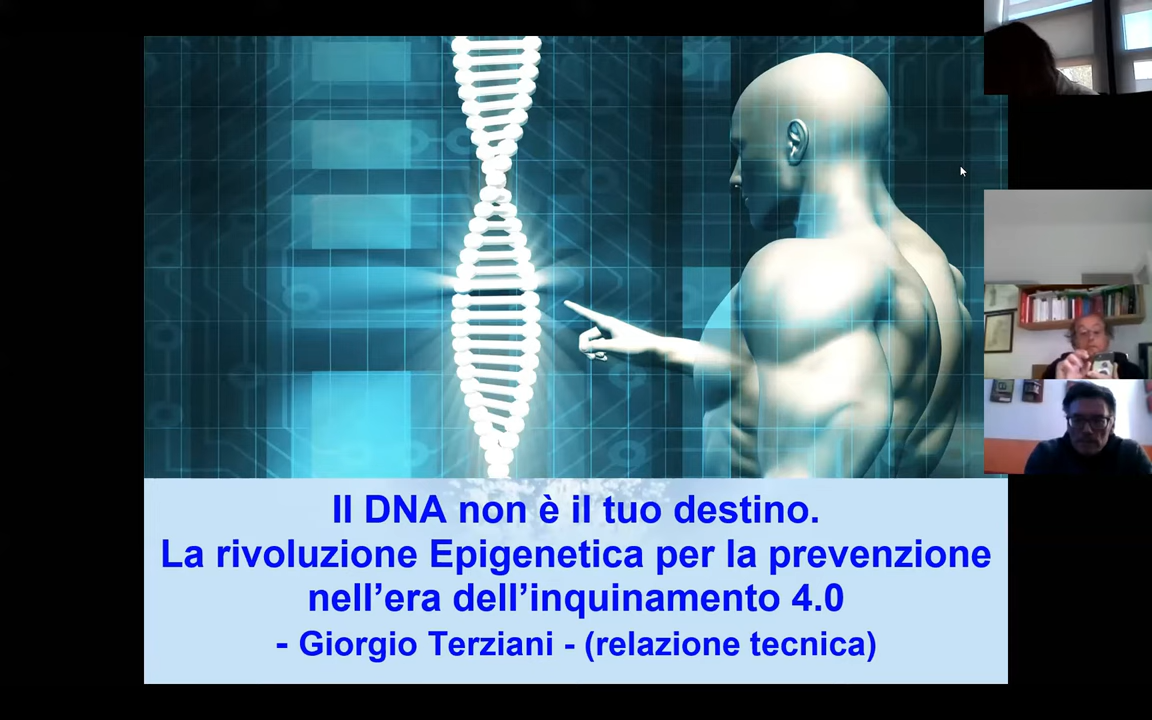 Il DNA non è il tuo destino.
La rivoluzione Epigenetica per la prevenzione
nell’era dell’inquinamento 4.0
- Giorgio Terziani - (relazione tecnica)